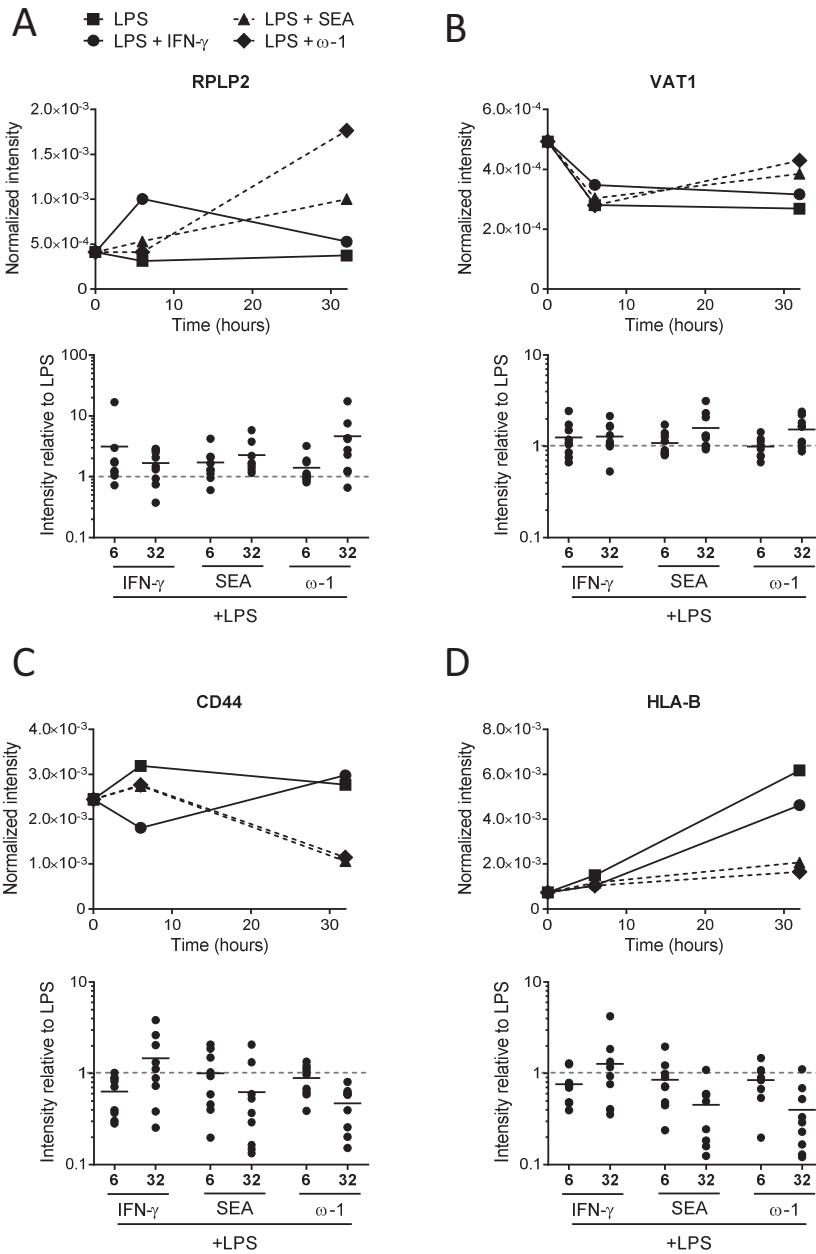 A
LPS
LPS + SEA
LPS + IFN-γ
LPS + ω-1
RPLP2
Normalized intensity
2.0×10-3
1.5×10-3
1.0×10-3
5.0×10-4
0
0 10 20 30
Time (hours)
Intensity relative to LPS
100
10
1
0.1
6 32 6 32 6 32
IFN-γ SEA ω-1
+LPS
B
VAT1
Normalized intensity
6.0×10-4
4.0×10-4
2.0×10-4
0
0 10 20 30
Time (hours)
Intensity relative to LPS
10
1
0.1
6 32 6 32 6 32
IFN-γ SEA ω-1
+LPS
C
CD44
Normalized intensity
4.0×10-3
3.0×10-3
2.0×10-3
1.0×10-3
0
0 10 20 30
Time (hours)
Intensity relative to LPS
10
1
0.1
6 32 6 32 6 32
IFN-γ SEA ω-1
+LPS
D
HLA-B
Normalized intensity
8.0×10-3
6.0×10-3
4.0×10-3
2.0×10-3
0
0 10 20 30
Time (hours)
Intensity relative to LPS
10
1
0.1
6 32 6 32 6 32
IFN-γ SEA ω-1
+LPS